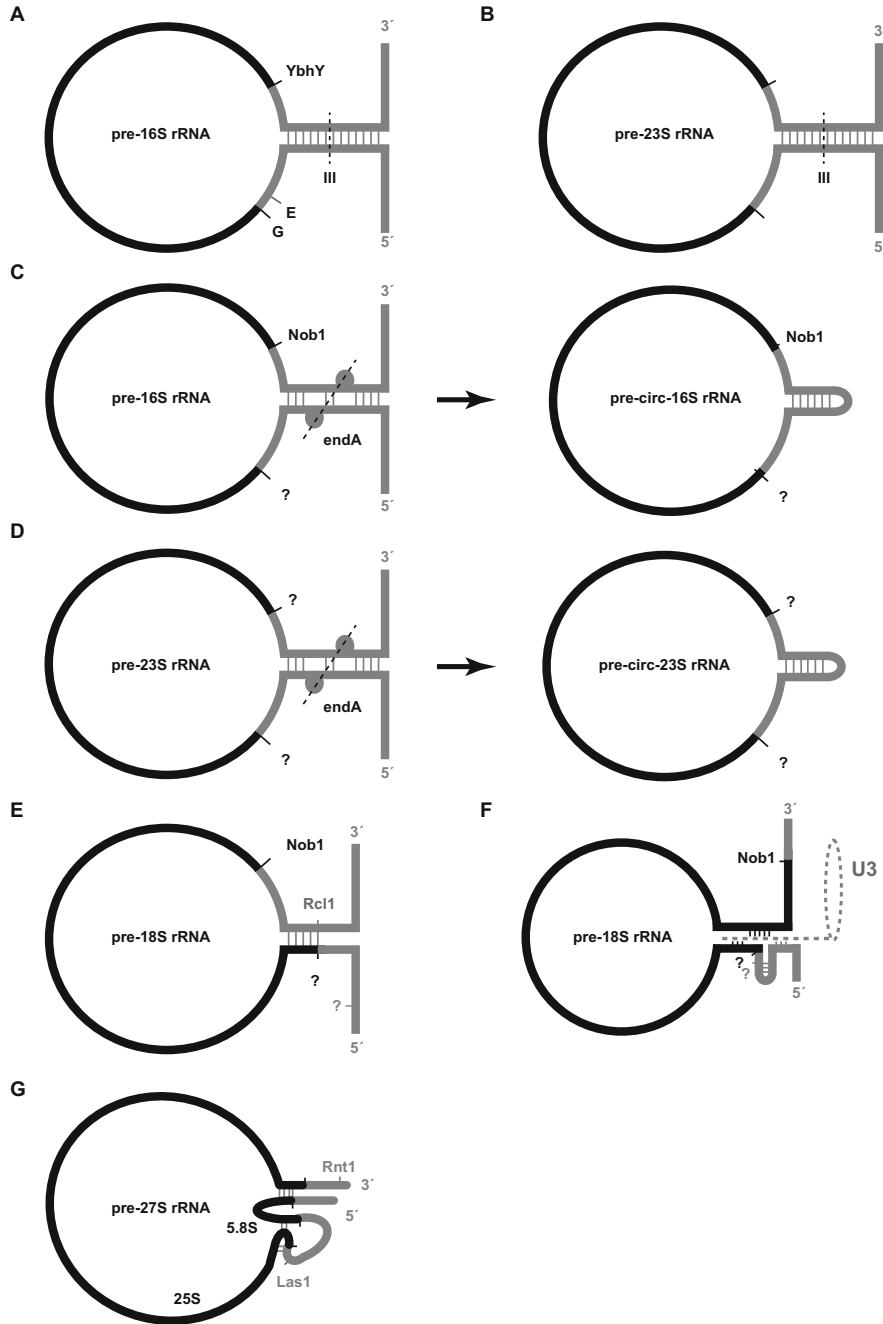 A
3´
YbhY
pre-16S rRNA
III
E
G
5´
B
3
pre-23S rRNA
III
5
C
3´
Nob1
pre-16S rRNA
endA
?
5´
Nob1
pre-circ-16S rRNA
?
D
3´
?
pre-23S rRNA
endA
?
5´
?
pre-circ-23S rRNA
?
E
3´
Nob1
Rcl1
pre-18S rRNA
?
?
5´
F
3´
Nob1
U3
pre-18S rRNA
?
?
5´
G
Rnt1
3´
pre-27S rRNA
5´
5.8S
Las1
25S